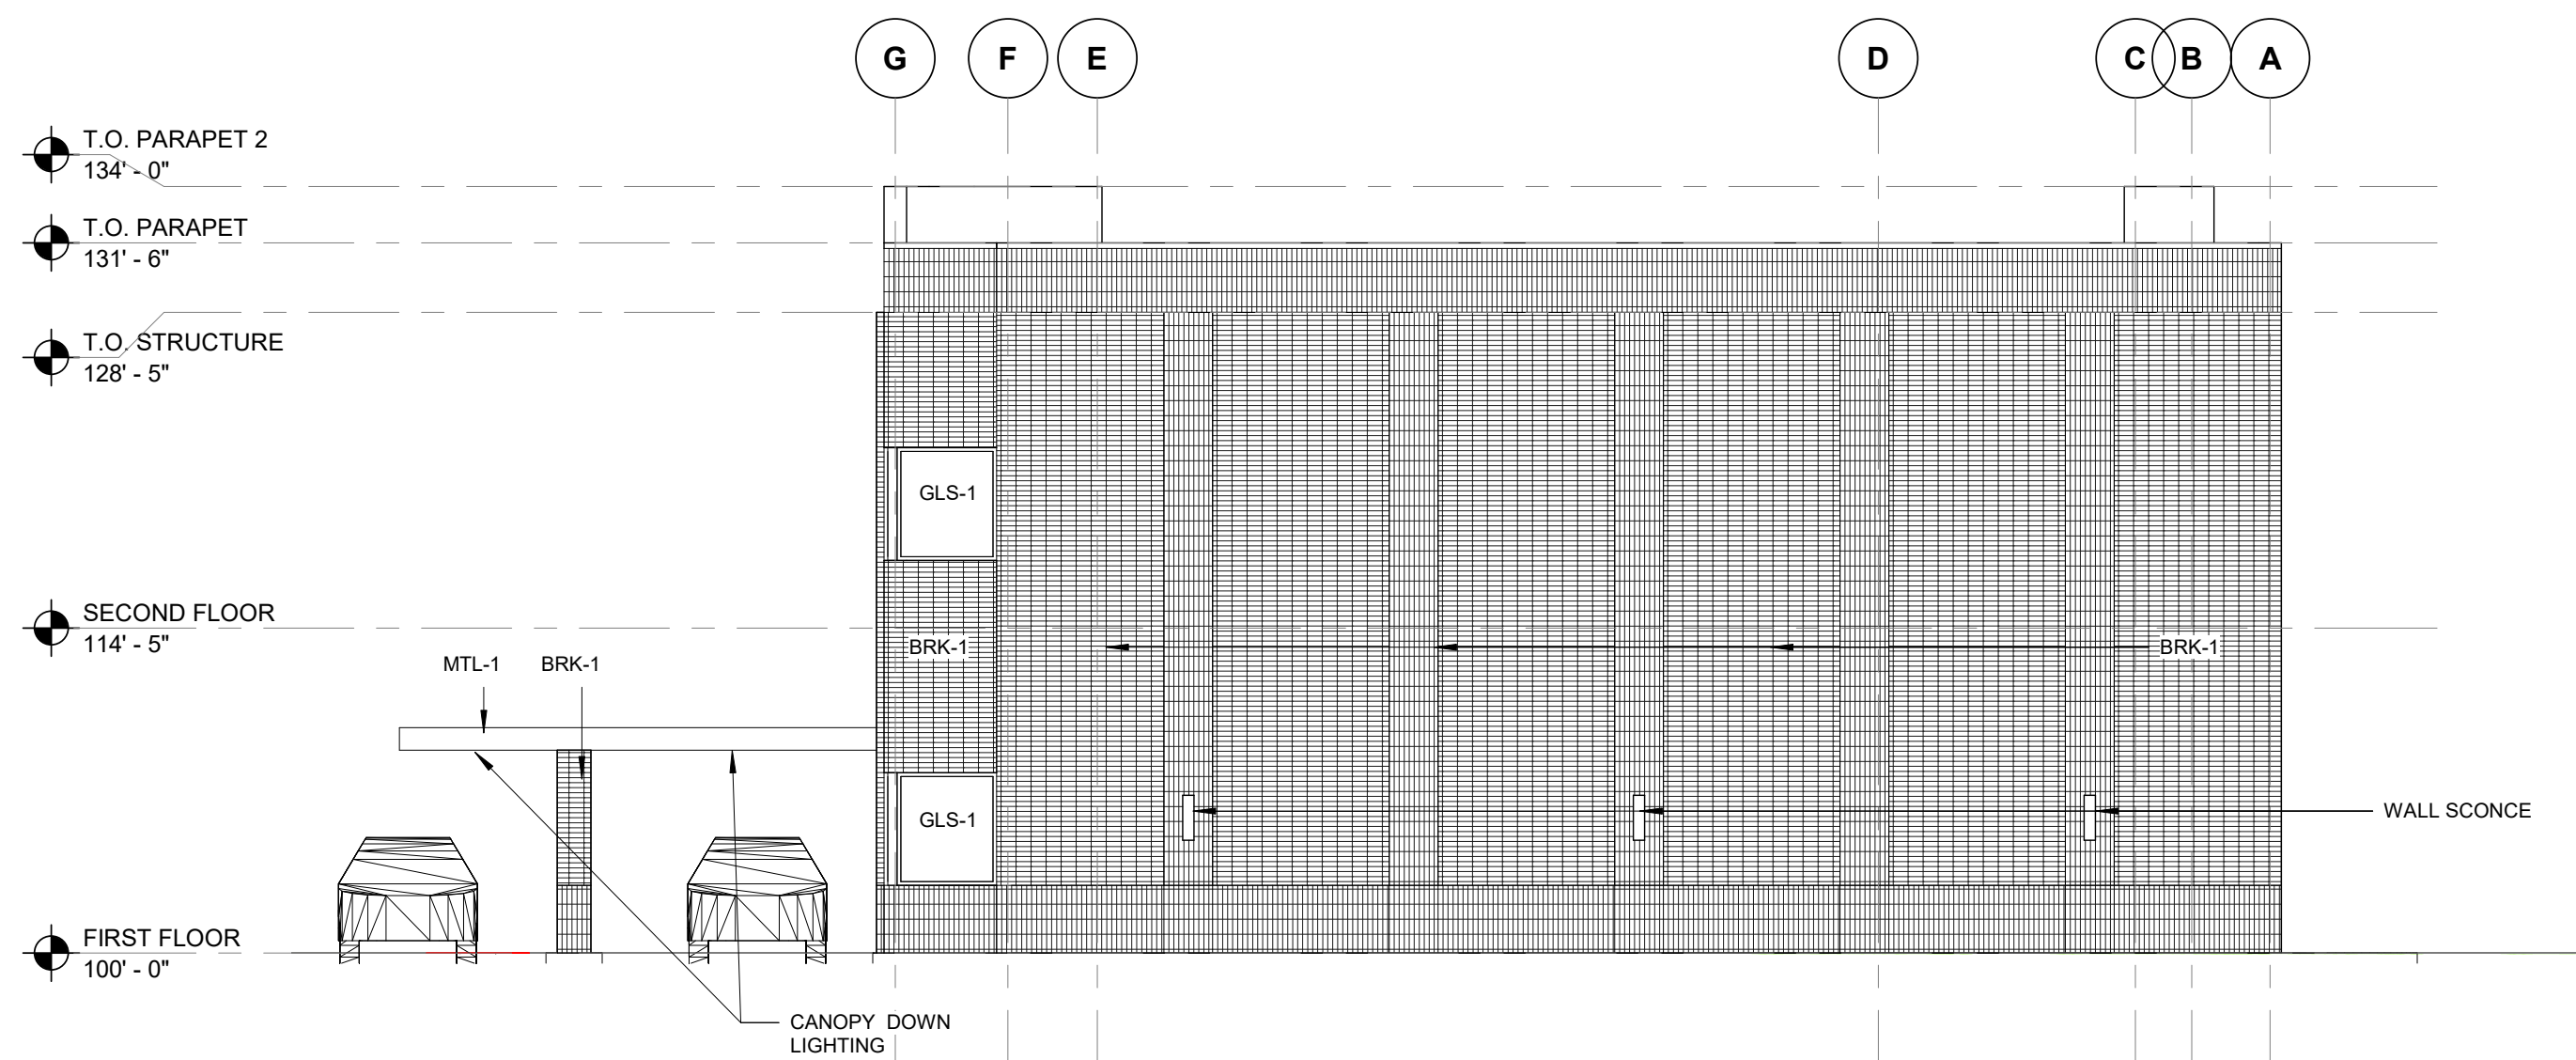 G F E D C B A
T.O. PARAPET 2
134' - 0"
T.O. PARAPET
131' - 6"
T.O. STRUCTURE
128' - 5"
GLS-1
SECOND FLOOR
114' - 5"
BRK-1
BRK-1
MTL-1
BRK-1
GLS-1
WALL SCONCE
FIRST FLOOR
100' - 0"
CANOPY DOWN
LIGHTING